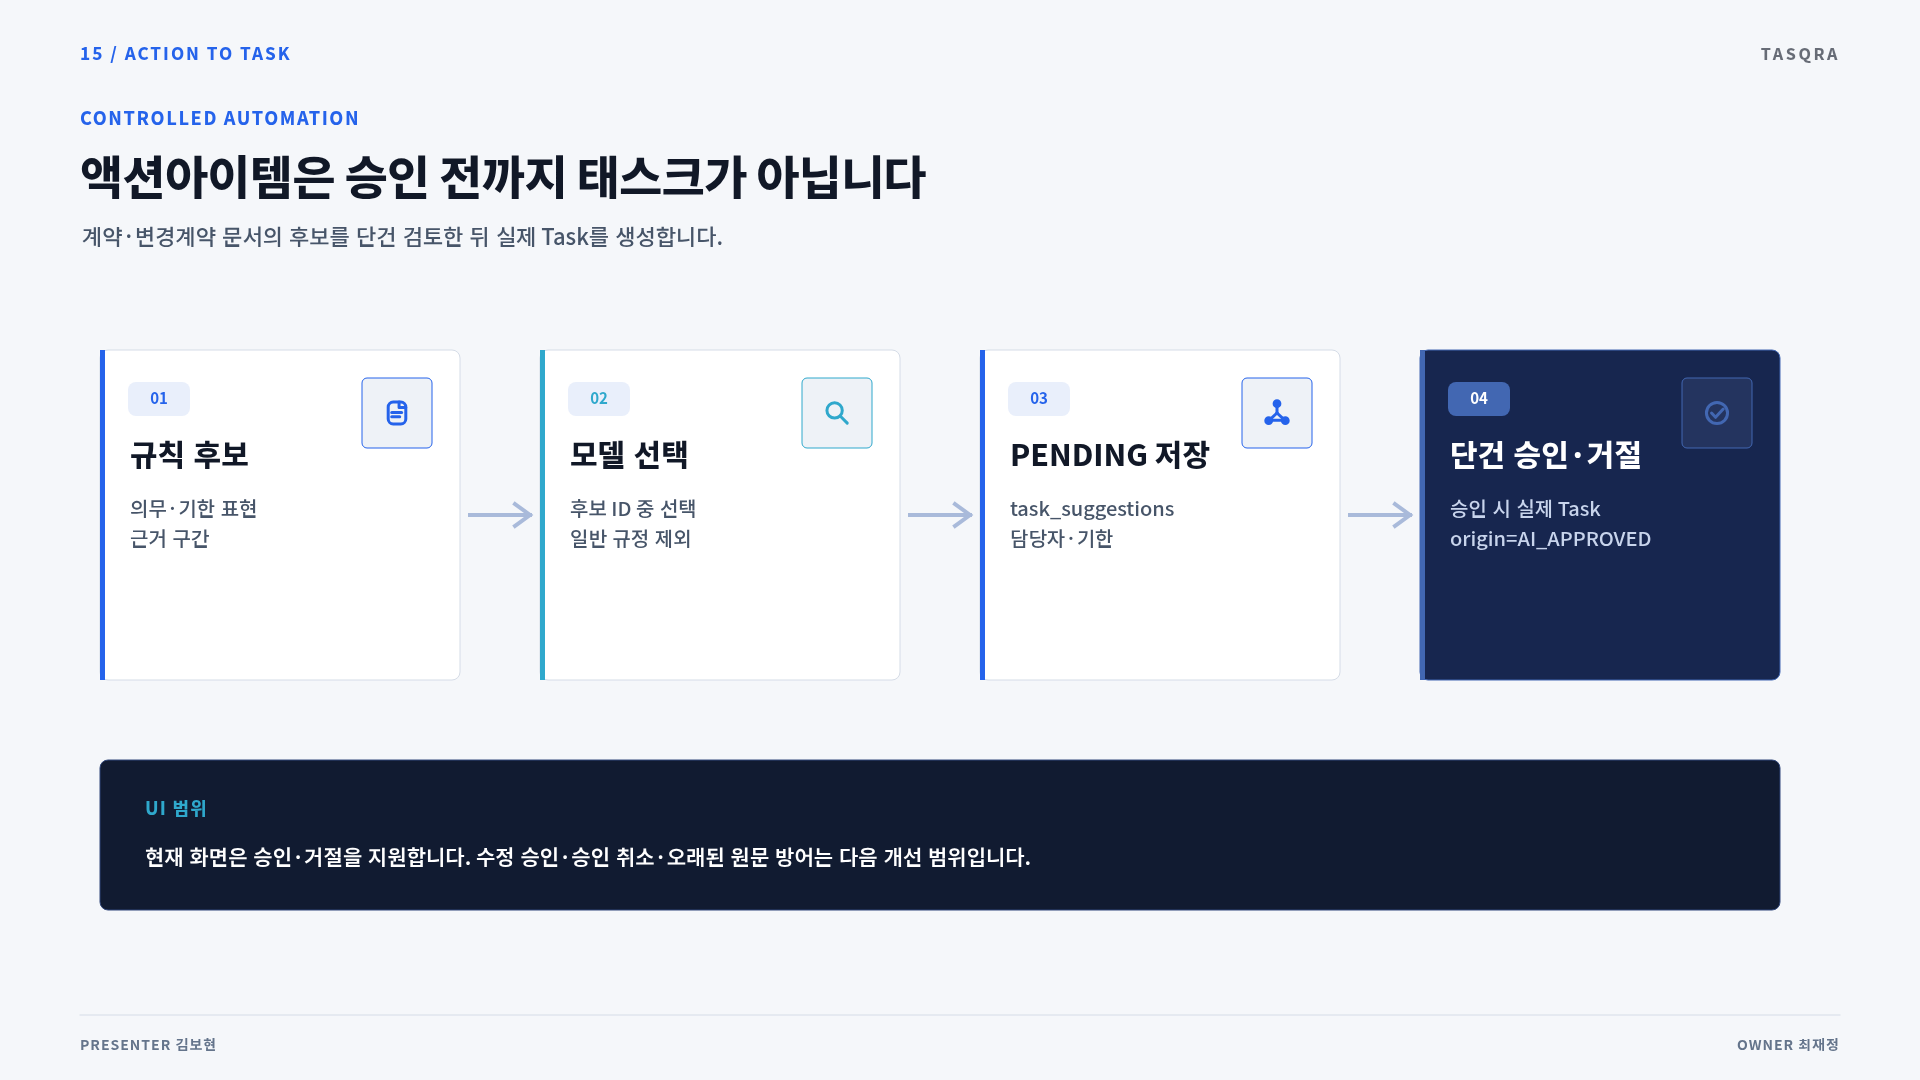 15 / ACTION TO TASK
TASQRA
CONTROLLED AUTOMATION
액션아이템은 승인 전까지 태스크가 아닙니다
계약·변경계약 문서의 후보를 단건 검토한 뒤 실제 Task를 생성합니다.
01
규칙 후보
의무·기한 표현
근거 구간
02
모델 선택
후보 ID 중 선택
일반 규정 제외
03
PENDING 저장
task_suggestions
담당자·기한
04
단건 승인·거절
승인 시 실제 Task
origin=AI_APPROVED
UI 범위
현재 화면은 승인·거절을 지원합니다. 수정 승인·승인 취소·오래된 원문 방어는 다음 개선 범위입니다.
PRESENTER 김보현
OWNER 최재정